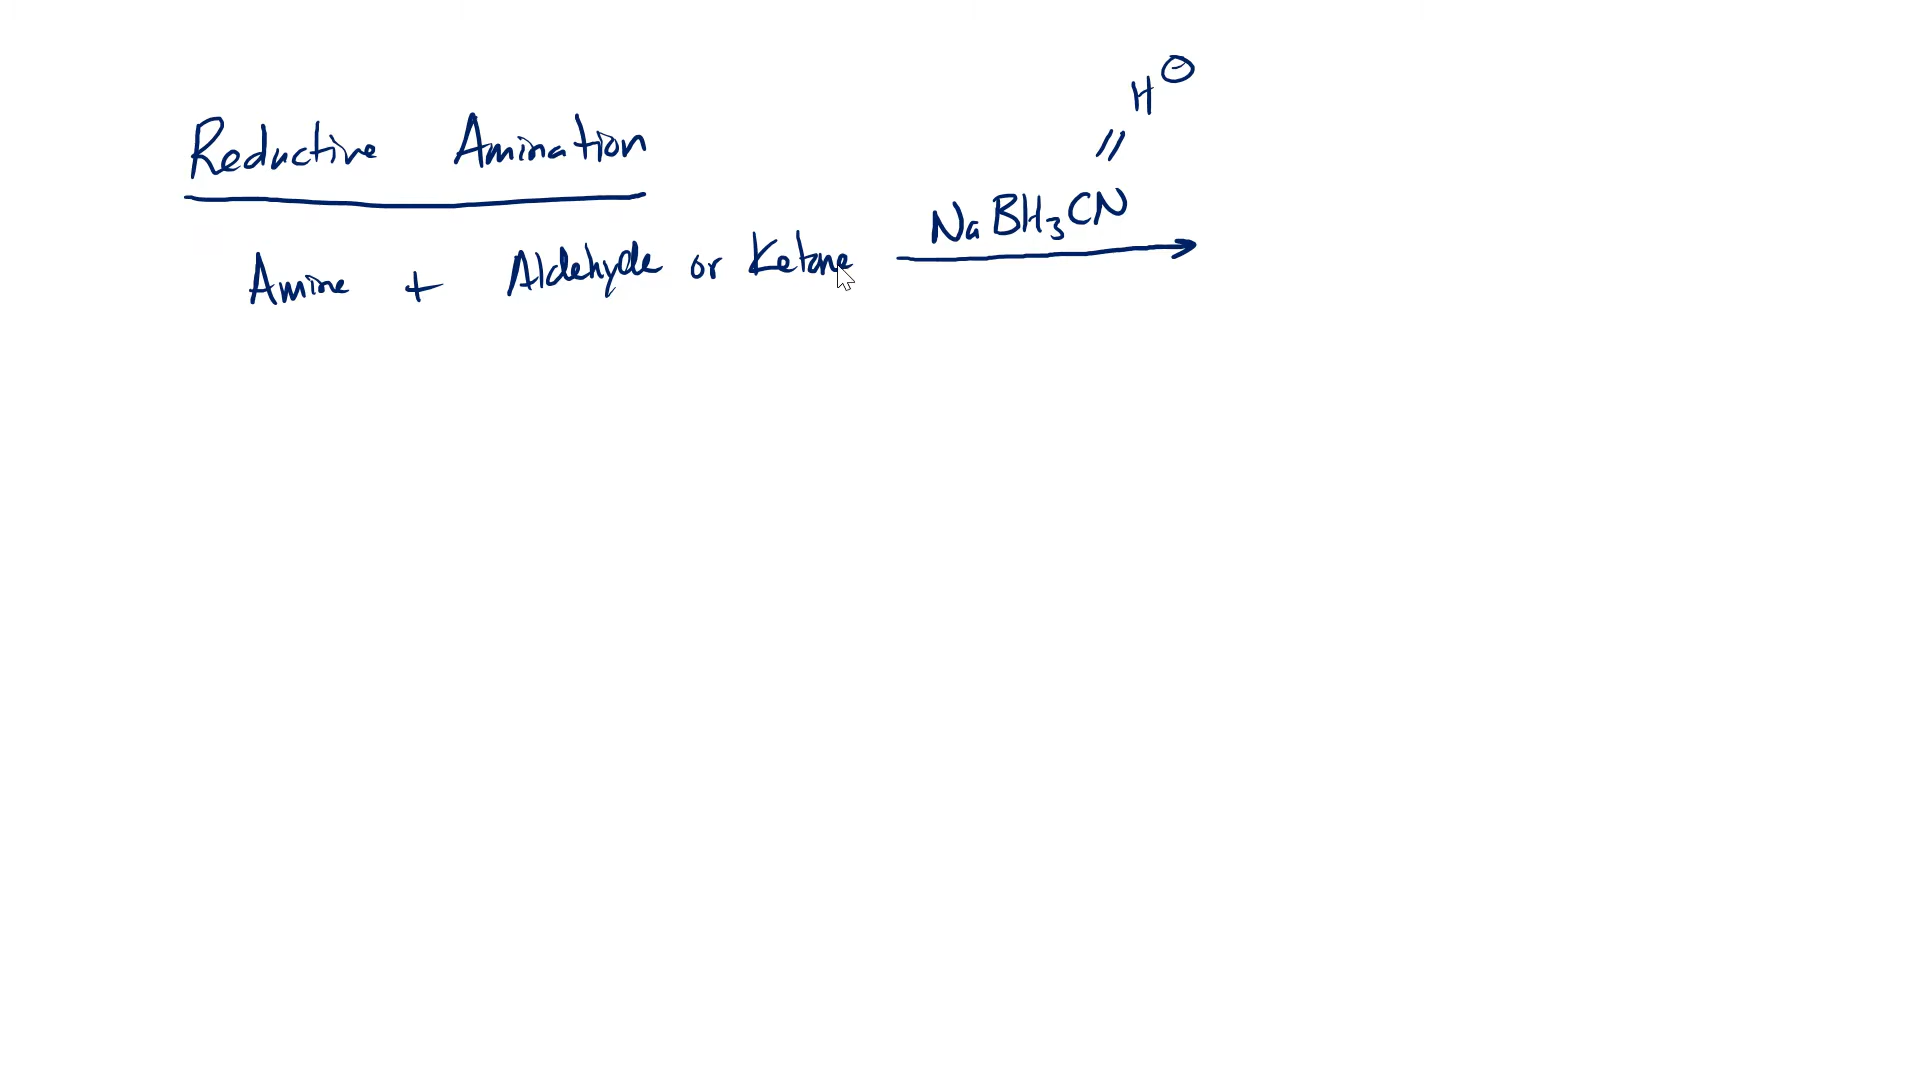 H⊖
//
Reductive Amination
NaBH₃CN
Amine + Aldehyde or Ketone ⟶